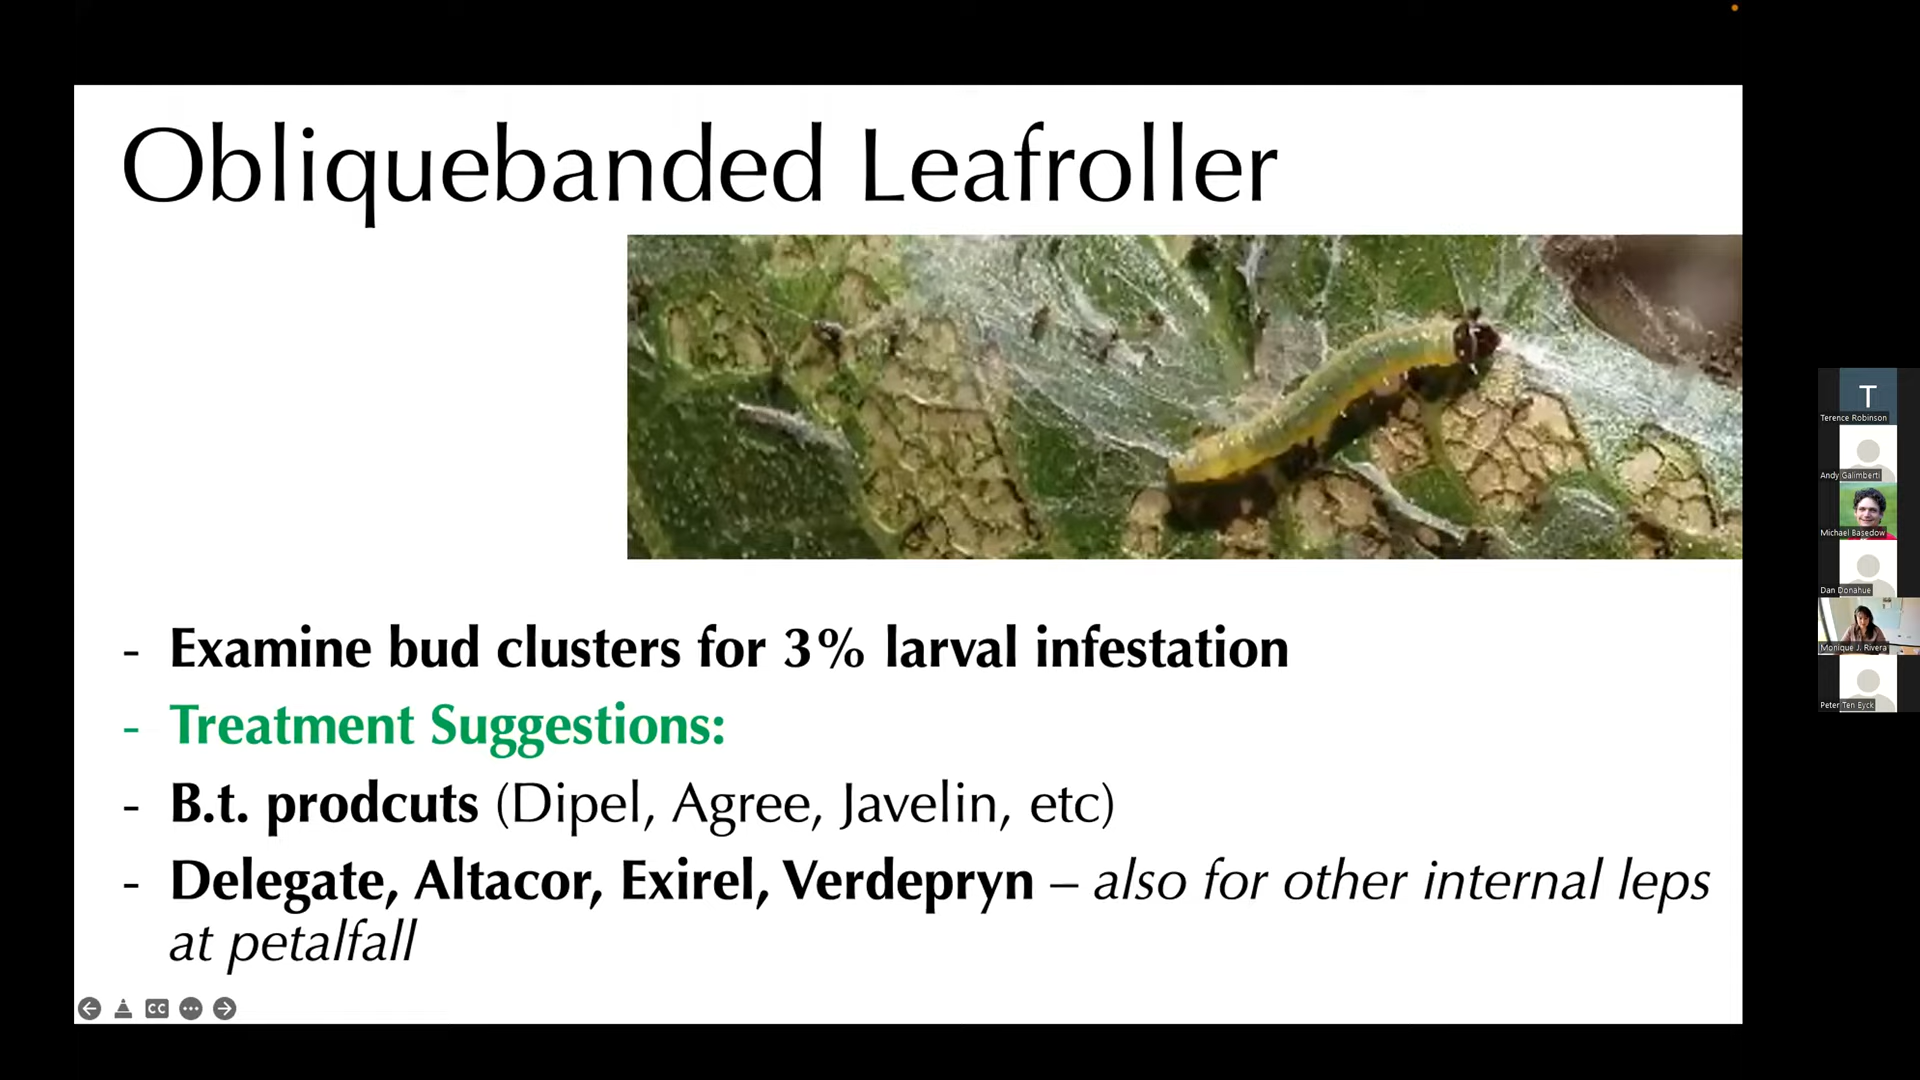 Obliquebanded Leafroller
- Examine bud clusters for 3% larval infestation
- Treatment Suggestions:
- B.t. prodcuts (Dipel, Agree, Javelin, etc)
- Delegate, Altacor, Exirel, Verdepryn – also for other internal leps
at petalfall
CC
T
Terence Robinson
Andy Galimberti
Michael Basedow
Dan Donahue
Monique J. Rivera
Peter Ten Eyck